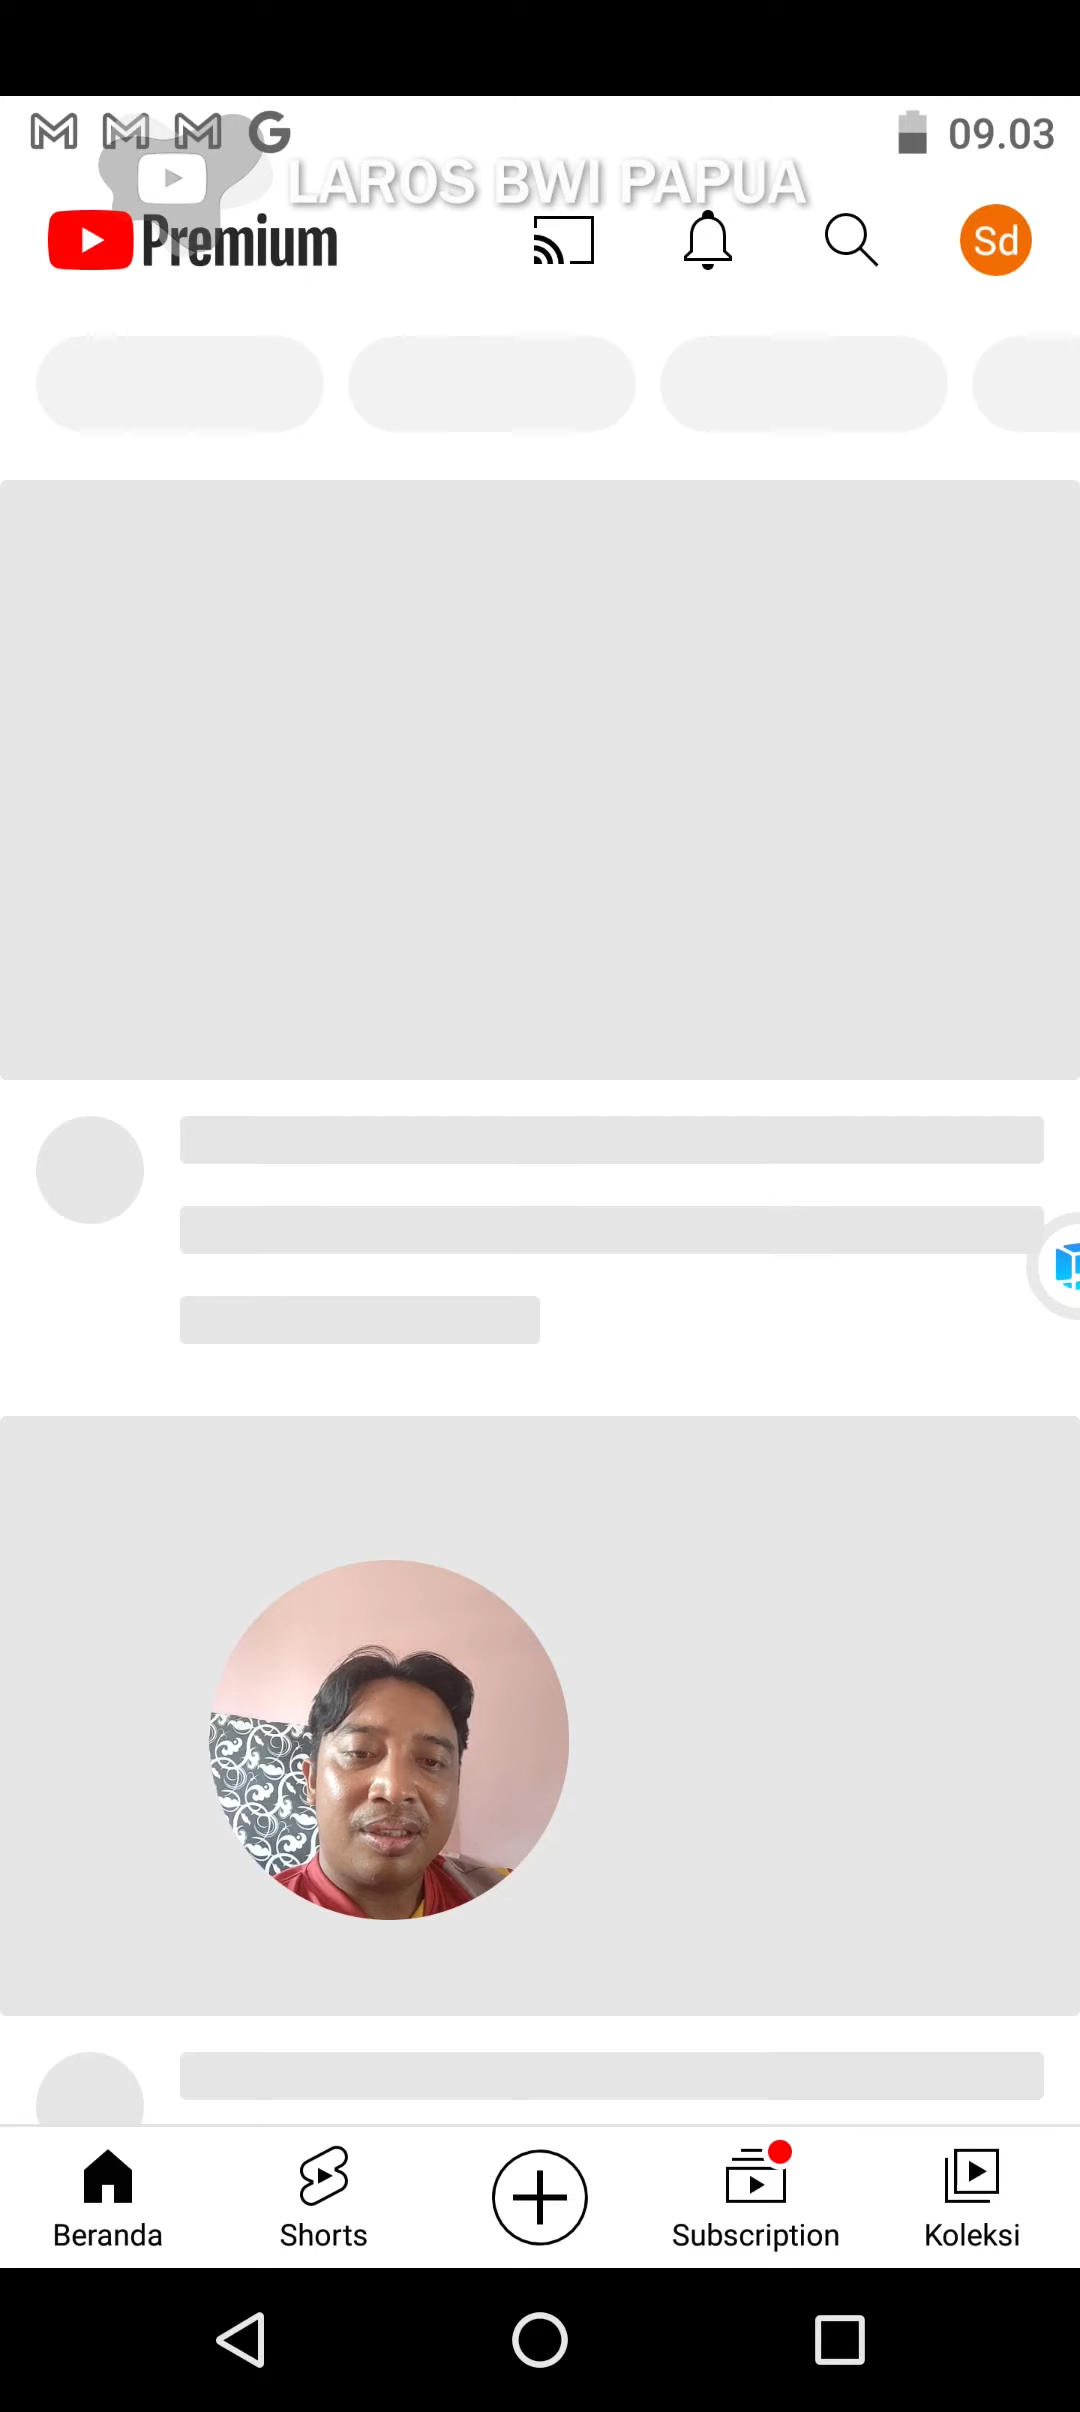 09.03
LAROS BWI PAPUA
Premium
Sd
Beranda
Shorts
Subscription
Koleksi